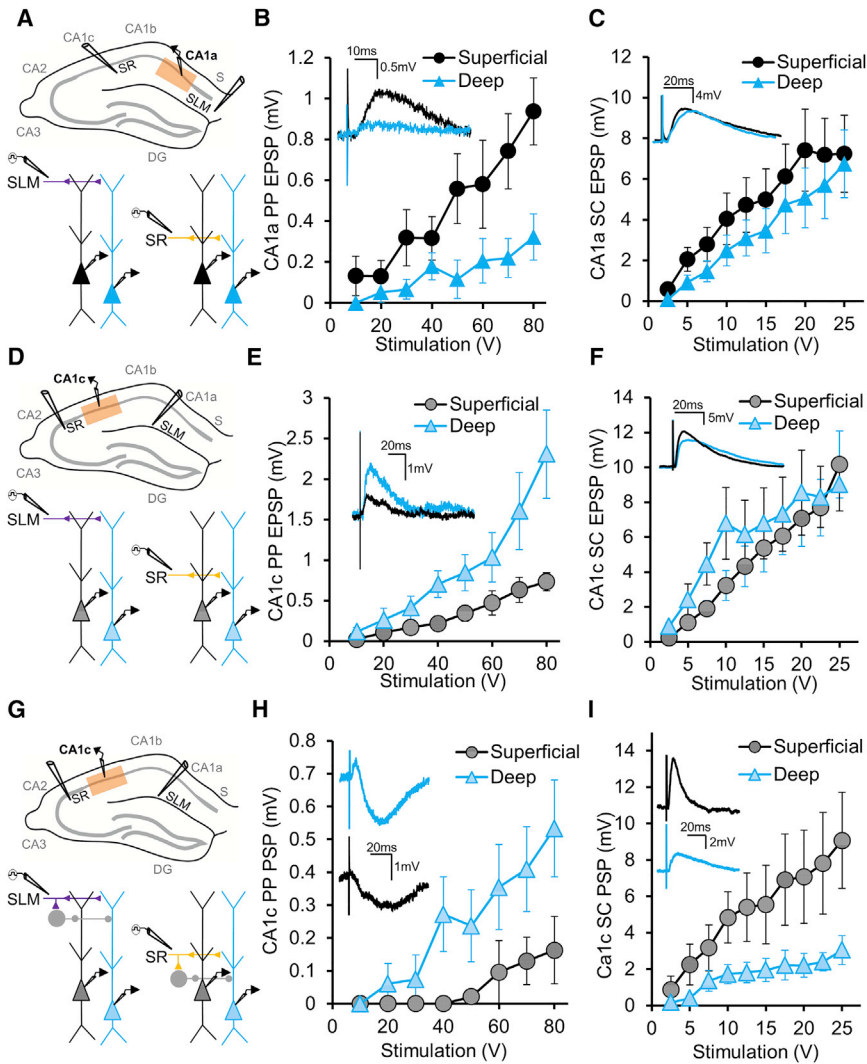 A
CA1b
CA1c
CA1a
CA2
SR
S
SLM
CA3
DG
SLM
SR
B
10ms
0.5mV
Superficial
Deep
CA1a PP EPSP (mV)
1.2
1
0.8
0.6
0.4
0.2
0
0 20 40 60 80
Stimulation (V)
C
20ms
4mV
Superficial
Deep
CA1a SC EPSP (mV)
12
10
8
6
4
2
0
0 5 10 15 20 25
Stimulation (V)
D
CA1b
CA1c
CA1a
CA2
SR
S
SLM
CA3
DG
SLM
SR
E
Superficial
Deep
20ms
1mV
CA1c PP EPSP (mV)
3
2.5
2
1.5
1
0.5
0
0 20 40 60 80
Stimulation (V)
F
20ms
5mV
Superficial
Deep
CA1c SC EPSP (mV)
14
12
10
8
6
4
2
0
0 5 10 15 20 25
Stimulation (V)
G
CA1b
CA1c
CA1a
CA2
SR
S
SLM
CA3
DG
SLM
SR
H
Superficial
Deep
20ms
1mV
CA1c PP PSP (mV)
0.8
0.7
0.6
0.5
0.4
0.3
0.2
0.1
0
0 20 40 60 80
Stimulation (V)
I
Superficial
Deep
20ms
2mV
Ca1c SC PSP (mV)
14
12
10
8
6
4
2
0
0 5 10 15 20 25
Stimulation (V)